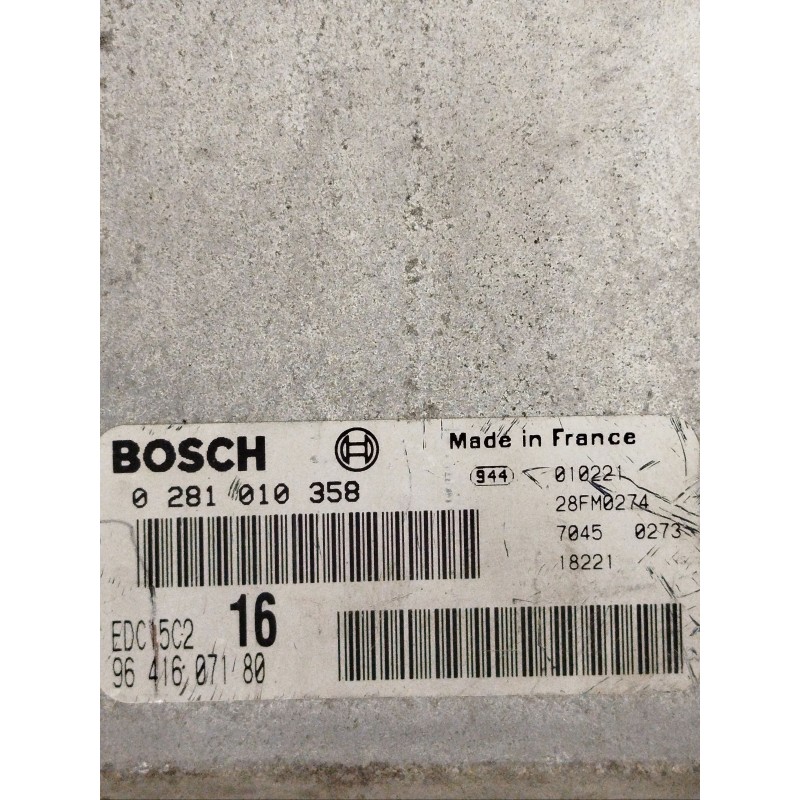 BOSCH
Made in France
0 281 010 358
944 010221
28FM0274
7045 0273
18221
EDC15C2 16
96 416 071 80